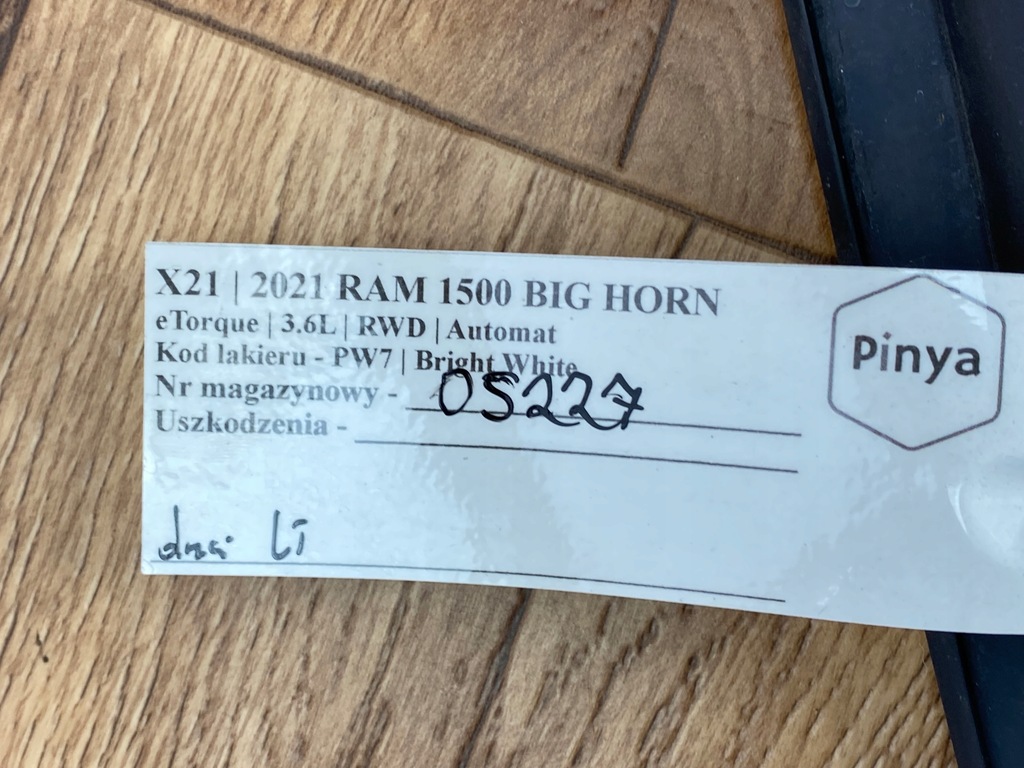 X21 | 2021 RAM 1500 BIG HORN
eTorque | 3.6L | RWD | Automat
Kod lakieru - PW7 | Bright White
Nr magazynowy - 05227
Uszkodzenia -
Pinya